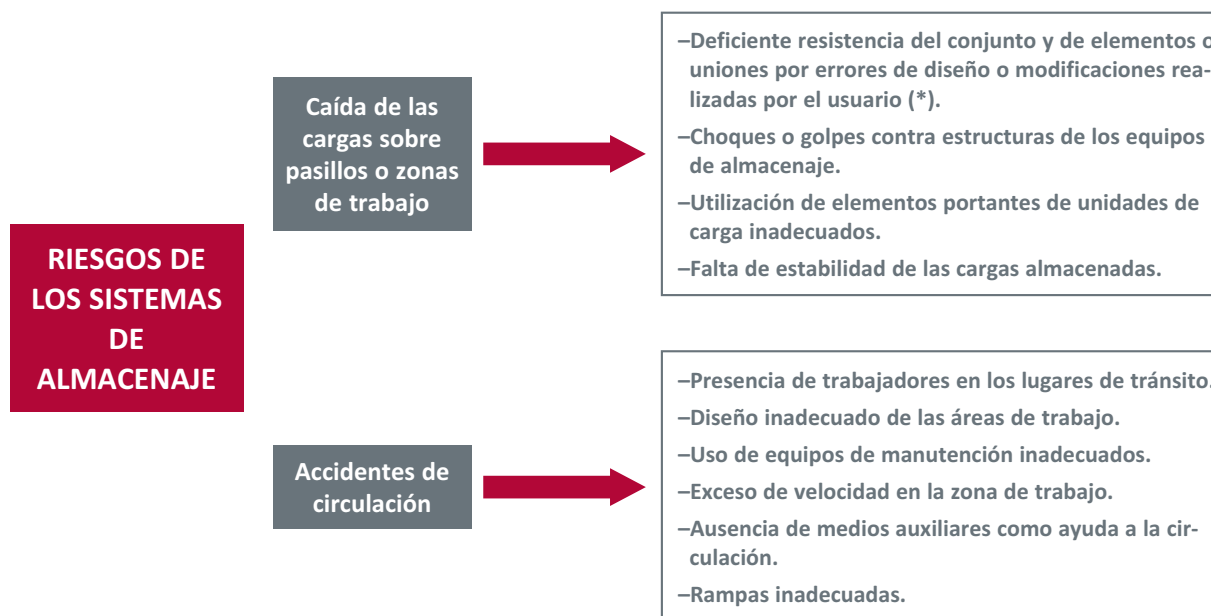 RIESGOS DE
LOS SISTEMAS
DE
ALMACENAJE
Caída de las
cargas sobre
pasillos o zonas
de trabajo
–Deficiente resistencia del conjunto y de elementos o
uniones por errores de diseño o modificaciones rea-
lizadas por el usuario (*).
–Choques o golpes contra estructuras de los equipos
de almacenaje.
–Utilización de elementos portantes de unidades de
carga inadecuados.
–Falta de estabilidad de las cargas almacenadas.
Accidentes de
circulación
–Presencia de trabajadores en los lugares de tránsito.
–Diseño inadecuado de las áreas de trabajo.
–Uso de equipos de manutención inadecuados.
–Exceso de velocidad en la zona de trabajo.
–Ausencia de medios auxiliares como ayuda a la cir-
culación.
–Rampas inadecuadas.